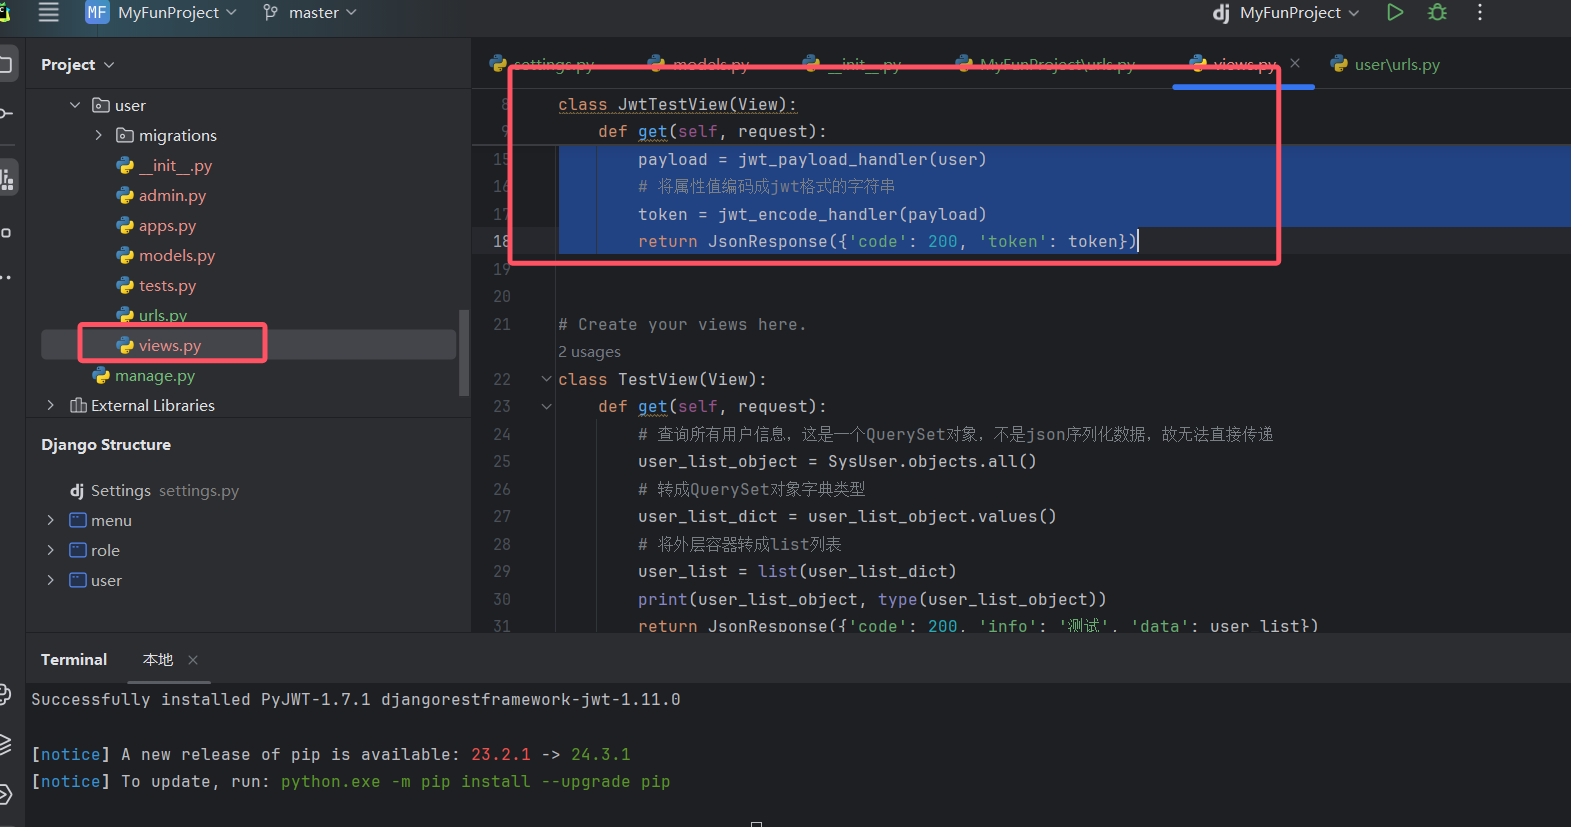 MF MyFunProject master dj MyFunProject
Project
settings.py models.py __init__.py MyFunProject\urls.py views.py user\urls.py
user
migrations
__init__.py
admin.py
apps.py
models.py
tests.py
urls.py
views.py
manage.py
External Libraries
8 class JwtTestView(View):
9 def get(self, request):
15 payload = jwt_payload_handler(user)
16 # 将属性值编码成jwt格式的字符串
17 token = jwt_encode_handler(payload)
18 return JsonResponse({'code': 200, 'token': token})
19
20
21 # Create your views here.
2 usages
22 class TestView(View):
23 def get(self, request):
24 # 查询所有用户信息，这是一个QuerySet对象，不是json序列化数据，故无法直接传递
25 user_list_object = SysUser.objects.all()
26 # 转成QuerySet对象字典类型
27 user_list_dict = user_list_object.values()
28 # 将外层容器转成list列表
29 user_list = list(user_list_dict)
30 print(user_list_object, type(user_list_object))
31 return JsonResponse({'code': 200, 'info': '测试', 'data': user_list})
Django Structure
dj Settings settings.py
menu
role
user
Terminal 本地
Successfully installed PyJWT-1.7.1 djangorestframework-jwt-1.11.0
[notice] A new release of pip is available: 23.2.1 -> 24.3.1
[notice] To update, run: python.exe -m pip install --upgrade pip